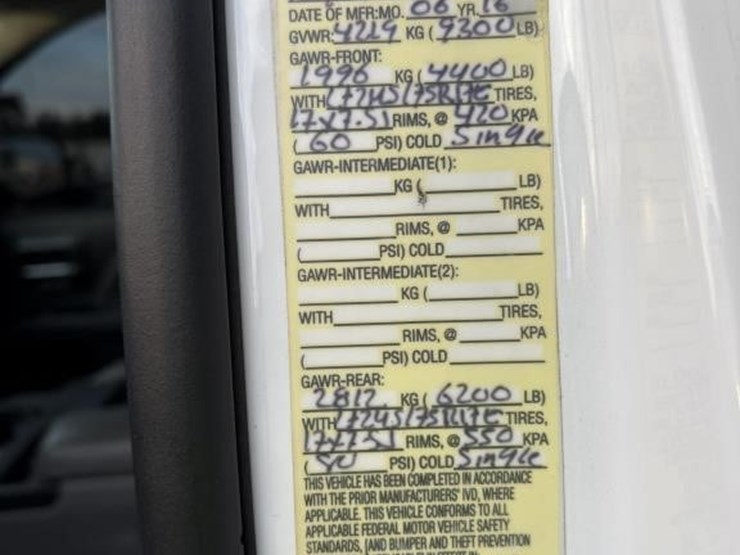 DATE OF MFR:MO. 06 YR. 16
GVWR: 4219 KG ( 9300 LB)
GAWR-FRONT:
1996 KG ( 4400 LB)
WITH LT245/75R17E TIRES,
17x7.5J RIMS, @ 420 KPA
( 60 PSI) COLD Single
GAWR-INTERMEDIATE(1):
KG ( LB)
WITH TIRES,
RIMS, @ KPA
( PSI) COLD
GAWR-INTERMEDIATE(2):
KG ( LB)
WITH TIRES,
RIMS, @ KPA
( PSI) COLD
GAWR-REAR:
2812 KG ( 6200 LB)
WITH LT245/75R17E TIRES,
17x7.5J RIMS, @ 550 KPA
( 80 PSI) COLD Single
THIS VEHICLE HAS BEEN COMPLETED IN ACCORDANCE
WITH THE PRIOR MANUFACTURERS' IVD, WHERE
APPLICABLE. THIS VEHICLE CONFORMS TO ALL
APPLICABLE FEDERAL MOTOR VEHICLE SAFETY
STANDARDS, [AND BUMPER AND THEFT PREVENTION